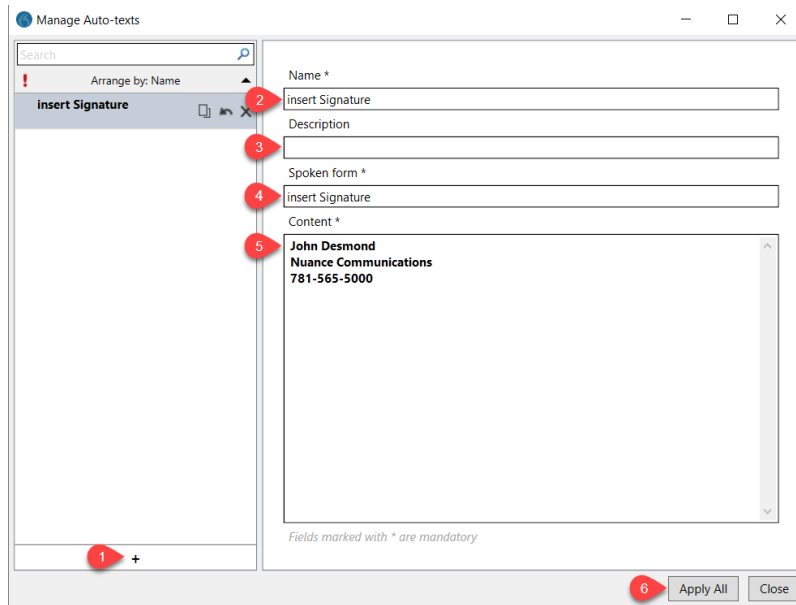 Manage Auto-texts
Search
! Arrange by: Name
insert Signature
1 +
Name *
2 insert Signature
Description
3
Spoken form *
4 insert Signature
Content *
5 John Desmond
Nuance Communications
781-565-5000
Fields marked with * are mandatory
6 Apply All Close